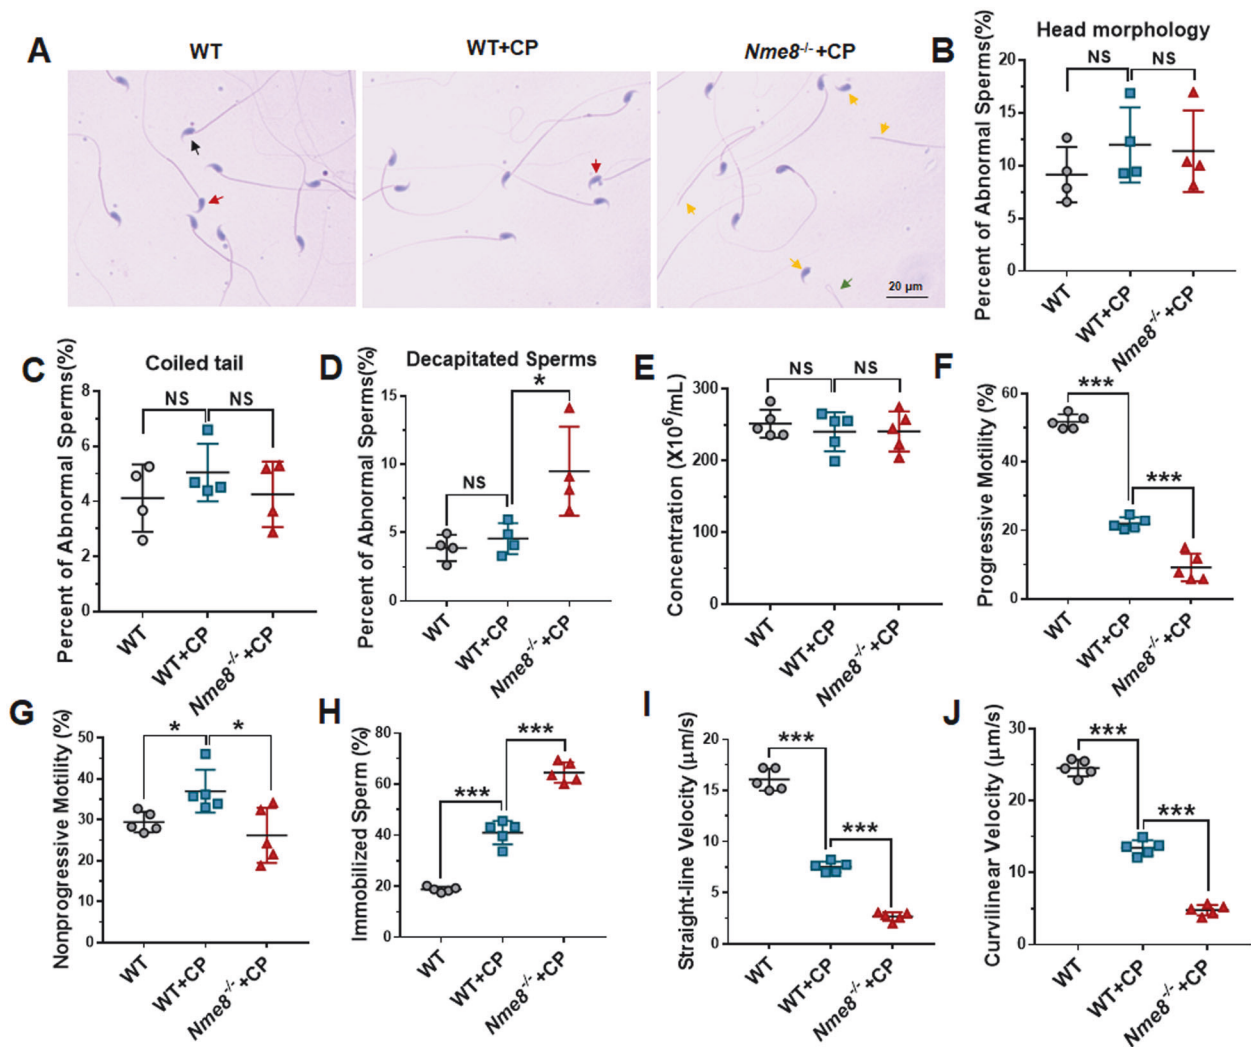 A
WT
WT+CP
Nme8-/-+CP
20 μm
B
Head morphology
Percent of Abnormal Sperms(%)
20
15
10
5
0
NS
NS
WT
WT+CP
Nme8-/-+CP
C
Coiled tail
Percent of Abnormal Sperms(%)
8
6
4
2
0
NS
NS
WT
WT+CP
Nme8-/-+CP
D
Decapitated Sperms
Percent of Abnormal Sperms(%)
15
10
5
0
NS
*
WT
WT+CP
Nme8-/-+CP
E
Concentration (X10^6/mL)
300
200
100
0
NS
NS
WT
WT+CP
Nme8-/-+CP
F
Progressive Motility (%)
60
40
20
0
***
***
WT
WT+CP
Nme8-/-+CP
G
Nonprogressive Motility (%)
50
40
30
20
10
0
*
*
WT
WT+CP
Nme8-/-+CP
H
Immobilized Sperm (%)
80
60
40
20
0
***
***
WT
WT+CP
Nme8-/-+CP
I
Straight-line Velocity (μm/s)
20
15
10
5
0
***
***
WT
WT+CP
Nme8-/-+CP
J
Curvilinear Velocity (μm/s)
30
20
10
0
***
***
WT
WT+CP
Nme8-/-+CP